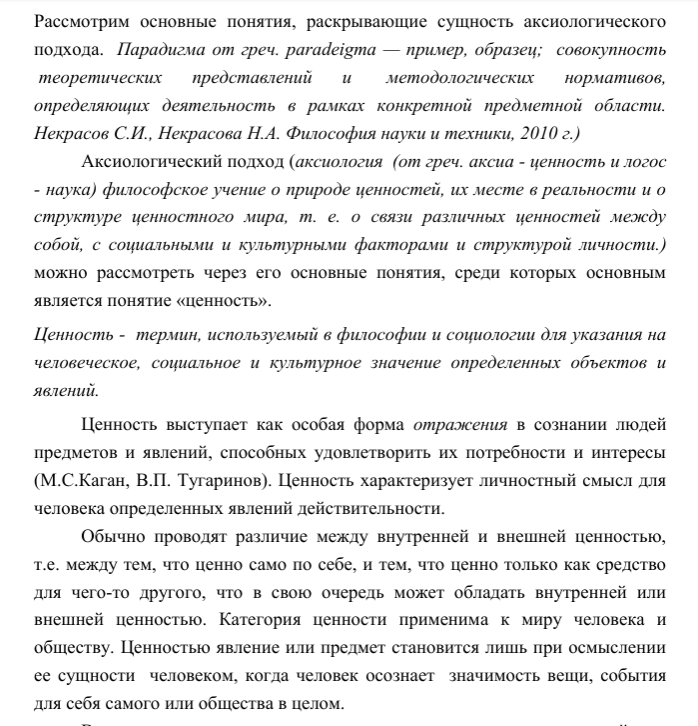 Рассмотрим основные понятия, раскрывающие сущность аксиологического
подхода. Парадигма от греч. paradeigma — пример, образец; совокупность
теоретических представлений и методологических нормативов,
определяющих деятельность в рамках конкретной предметной области.
Некрасов С.И., Некрасова Н.А. Философия науки и техники, 2010 г.)
Аксиологический подход (аксиология (от греч. аксиа - ценность и логос
- наука) философское учение о природе ценностей, их месте в реальности и о
структуре ценностного мира, т. е. о связи различных ценностей между
собой, с социальными и культурными факторами и структурой личности.)
можно рассмотреть через его основные понятия, среди которых основным
является понятие «ценность».
Ценность - термин, используемый в философии и социологии для указания на
человеческое, социальное и культурное значение определенных объектов и
явлений.
Ценность выступает как особая форма отражения в сознании людей
предметов и явлений, способных удовлетворить их потребности и интересы
(М.С.Каган, В.П. Тугаринов). Ценность характеризует личностный смысл для
человека определенных явлений действительности.
Обычно проводят различие между внутренней и внешней ценностью,
т.е. между тем, что ценно само по себе, и тем, что ценно только как средство
для чего-то другого, что в свою очередь может обладать внутренней или
внешней ценностью. Категория ценности применима к миру человека и
обществу. Ценностью явление или предмет становится лишь при осмыслении
ее сущности человеком, когда человек осознает значимость вещи, события
для себя самого или общества в целом.